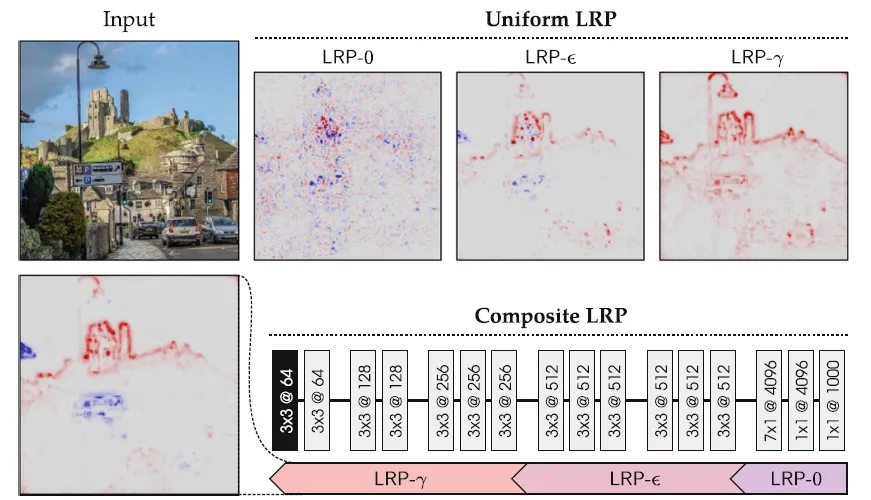 Input
Uniform LRP
LRP-0
LRP-ϵ
LRP-γ
P
P
Composite LRP
3x3 @ 64
3x3 @ 64
3x3 @ 128
3x3 @ 128
3x3 @ 256
3x3 @ 256
3x3 @ 256
3x3 @ 512
3x3 @ 512
3x3 @ 512
3x3 @ 512
3x3 @ 512
3x3 @ 512
7x1 @ 4096
1x1 @ 4096
1x1 @ 1000
LRP-γ
LRP-ϵ
LRP-0